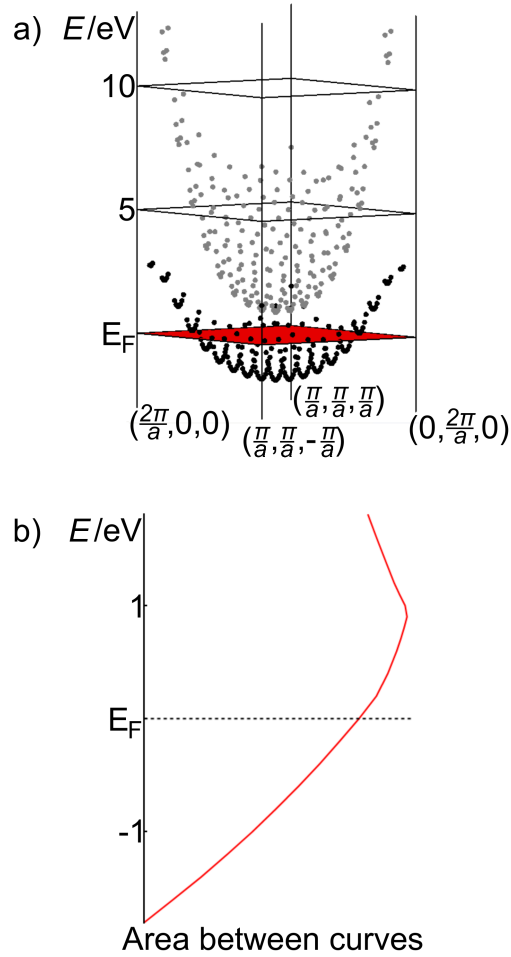 a) E/eV
10
5
E_F
(2π/a,0,0)
(π/a,π/a,-π/a)
(π/a,π/a,π/a)
(0,2π/a,0)
b) E/eV
1
E_F
-1
Area between curves